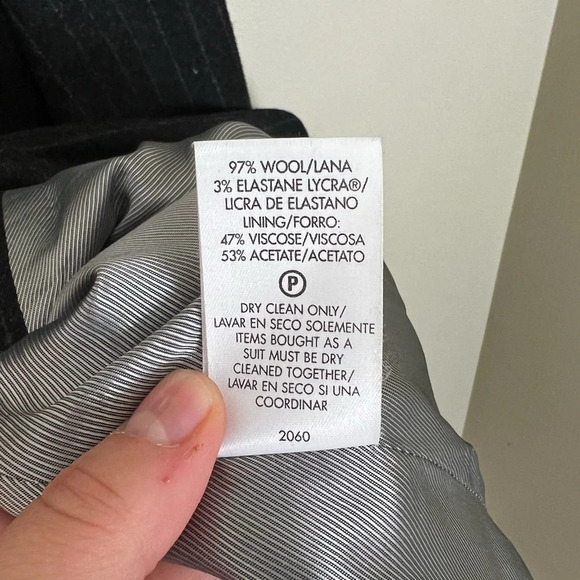 97% WOOL/LANA
3% ELASTANE LYCRA®/
LICRA DE ELASTANO
LINING/FORRO:
47% VISCOSE/VISCOSA
53% ACETATE/ACETATO
P
DRY CLEAN ONLY/
LAVAR EN SECO SOLEMENTE
ITEMS BOUGHT AS A
SUIT MUST BE DRY
CLEANED TOGETHER/
LAVAR EN SECO SI UNA
COORDINAR
2060